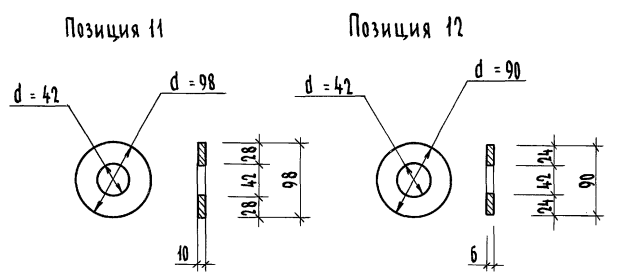 Позиция 11
Позиция 12
d = 42
d = 98
d = 42
d = 90
28
42
28
98
10
24
42
24
90
6